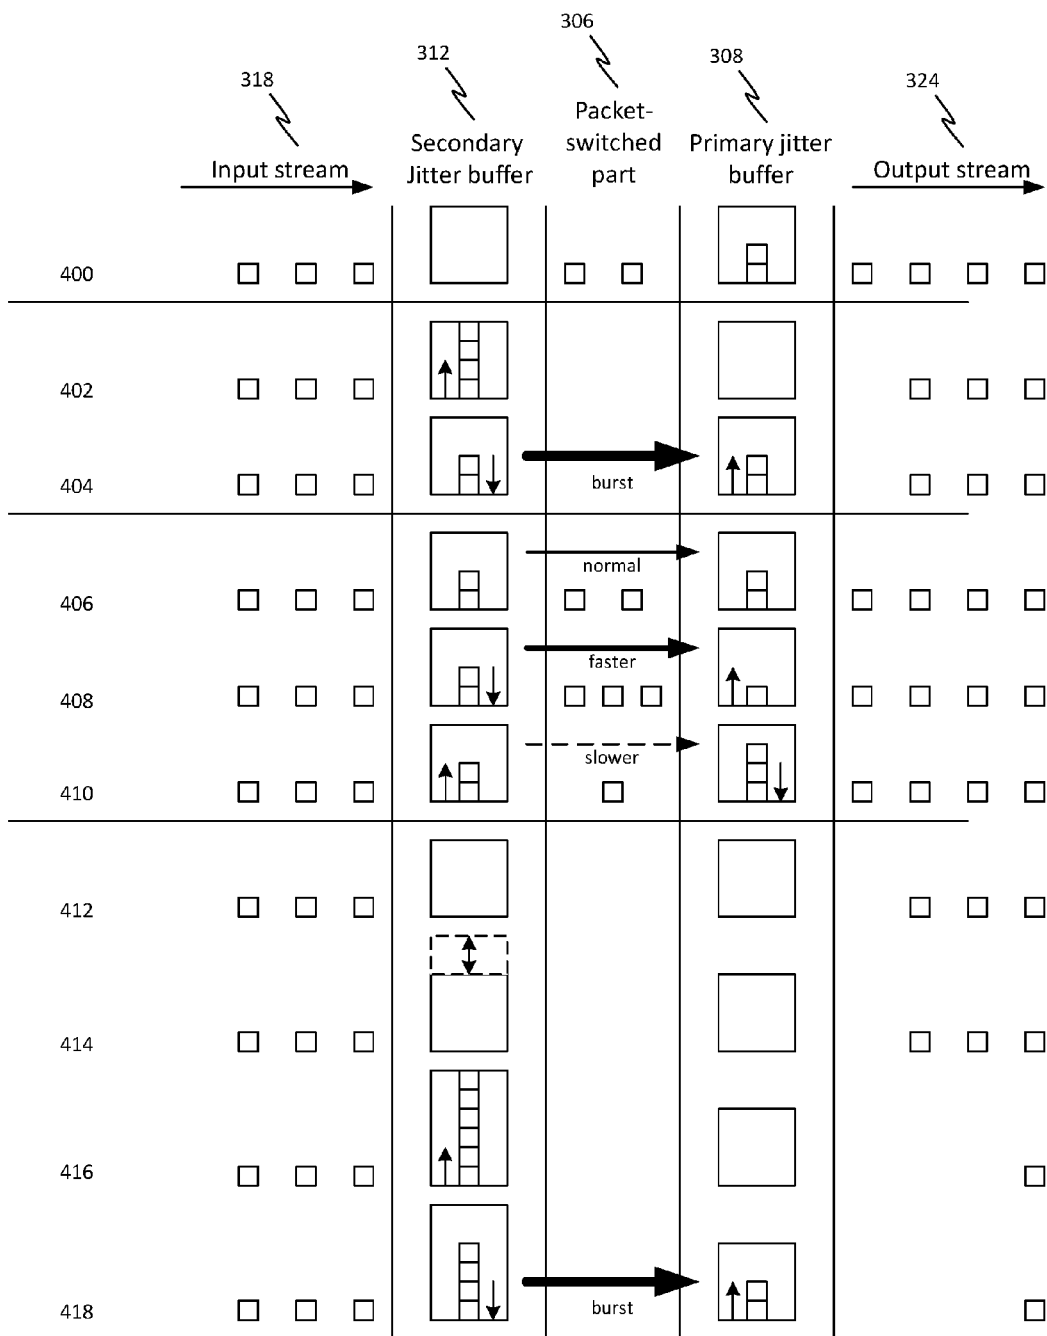 306
312
308
318
324
Packet-
switched
part
Secondary
Jitter buffer
Primary jitter
buffer
Input stream
Output stream
400
402
404
burst
normal
406
faster
408
slower
410
412
414
416
418
burst